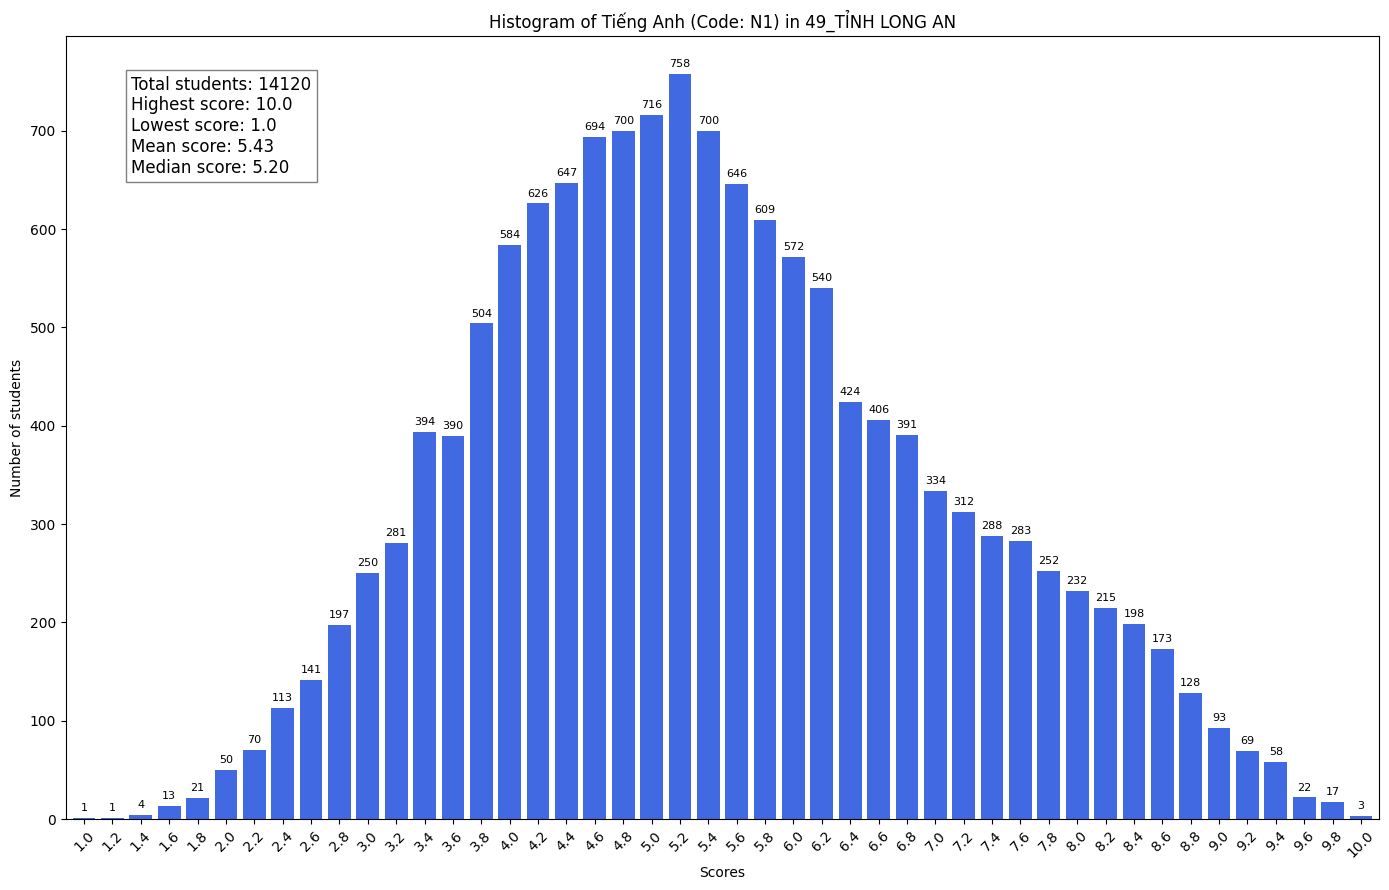 Histogram of Tiếng Anh (Code: N1) in 49_TỈNH LONG AN
Total students: 14120
Highest score: 10.0
Lowest score: 1.0
Mean score: 5.43
Median score: 5.20
Number of students
700
600
500
400
300
200
100
0
1 1 4 13 21 50 70 113 141 197 250 281 394 390 504 584 626 647 694 700 716 758 700 646 609 572 540 424 406 391 334 312 288 283 252 232 215 198 173 128 93 69 58 22 17 3
1.0 1.2 1.4 1.6 1.8 2.0 2.2 2.4 2.6 2.8 3.0 3.2 3.4 3.6 3.8 4.0 4.2 4.4 4.6 4.8 5.0 5.2 5.4 5.6 5.8 6.0 6.2 6.4 6.6 6.8 7.0 7.2 7.4 7.6 7.8 8.0 8.2 8.4 8.6 8.8 9.0 9.2 9.4 9.6 9.8 10.0
Scores